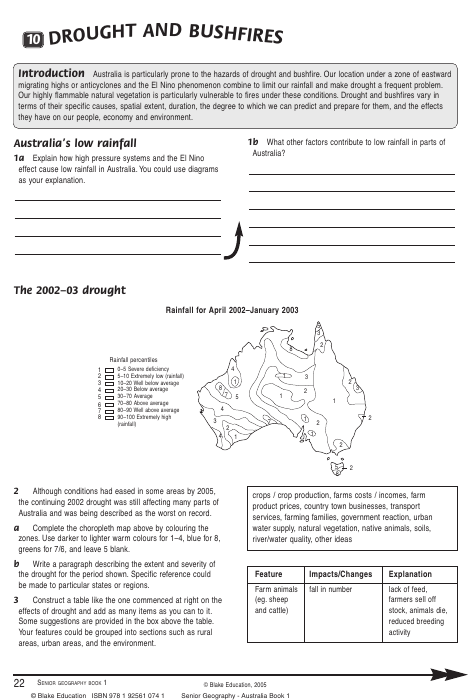 10 DROUGHT AND BUSHFIRES
Introduction Australia is particularly prone to the hazards of drought and bushfire. Our location under a zone of eastward
migrating highs or anticyclones and the El Nino phenomenon combine to limit our rainfall and make drought a frequent problem.
Our highly flammable natural vegetation is particularly vulnerable to fires under these conditions. Drought and bushfires vary in
terms of their specific causes, spatial extent, duration, the degree to which we can predict and prepare for them, and the effects
they have on our people, economy and environment.
Australia's low rainfall
1a Explain how high pressure systems and the El Nino
effect cause low rainfall in Australia. You could use diagrams
as your explanation.
1b What other factors contribute to low rainfall in parts of
Australia?
The 2002–03 drought
Rainfall for April 2002–January 2003
Rainfall percentiles
1 0–5 Severe deficiency
2 5–10 Extremely low (rainfall)
3 10–20 Well below average
4 20–30 Below average
5 30–70 Average
6 70–80 Above average
7 80–90 Well above average
8 90–100 Extremely high
(rainfall)
2 Although conditions had eased in some areas by 2005,
the continuing 2002 drought was still affecting many parts of
Australia and was being described as the worst on record.
a Complete the choropleth map above by colouring the
zones. Use darker to lighter warm colours for 1–4, blue for 8,
greens for 7/6, and leave 5 blank.
b Write a paragraph describing the extent and severity of
the drought for the period shown. Specific reference could
be made to particular states or regions.
3 Construct a table like the one commenced at right on the
effects of drought and add as many items as you can to it.
Some suggestions are provided in the box above the table.
Your features could be grouped into sections such as rural
areas, urban areas, and the environment.
crops / crop production, farms costs / incomes, farm
product prices, country town businesses, transport
services, farming families, government reaction, urban
water supply, natural vegetation, native animals, soils,
river/water quality, other ideas
Feature Impacts/Changes Explanation
Farm animals fall in number lack of feed,
(eg. sheep farmers sell off
and cattle) stock, animals die,
reduced breeding
activity
22 SENIOR GEOGRAPHY BOOK 1 © Blake Education, 2005
© Blake Education ISBN 978 1 92561 074 1 Senior Geography - Australia Book 1